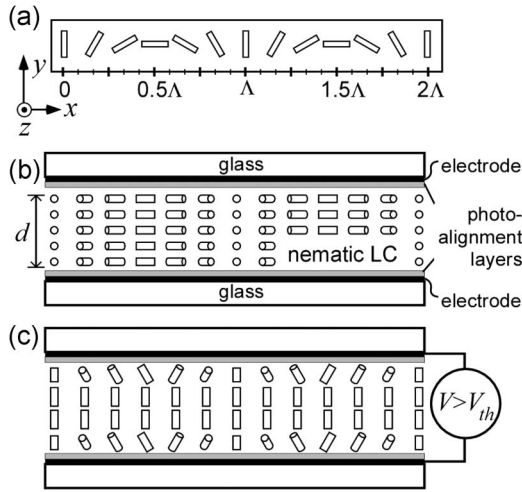 (a)
y
x
z
0
0.5Λ
Λ
1.5Λ
2Λ
(b)
glass
electrode
d
nematic LC
photo-
alignment
layers
glass
electrode
(c)
V>Vth